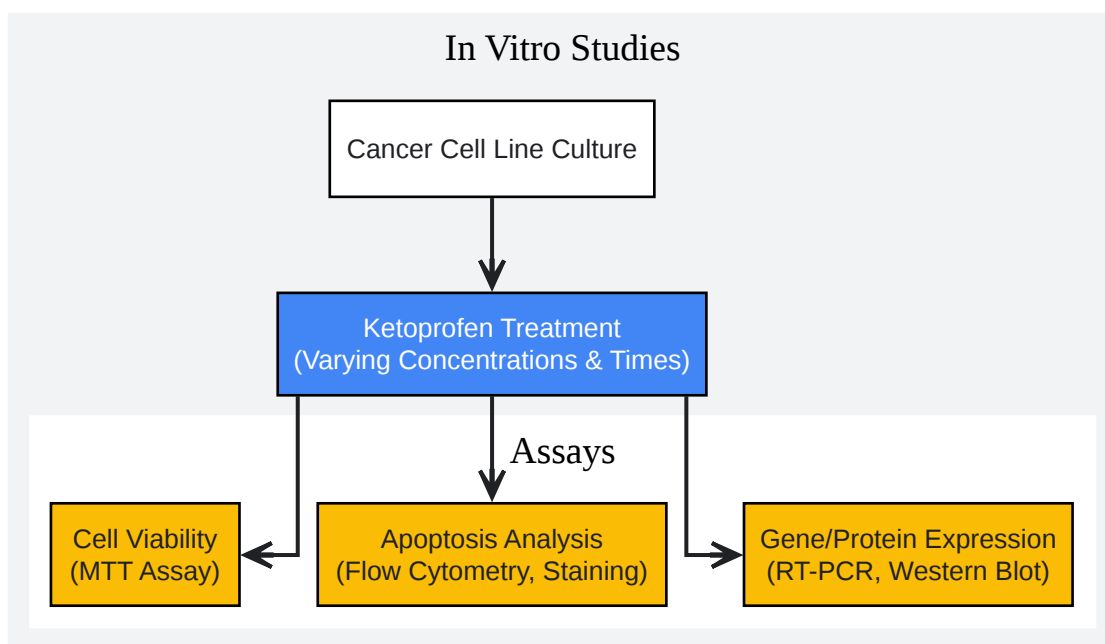 In Vitro Studies
Cancer Cell Line Culture
Ketoprofen Treatment
(Varying Concentrations & Times)
Assays
Cell Viability
(MTT Assay)
Apoptosis Analysis
(Flow Cytometry, Staining)
Gene/Protein Expression
(RT-PCR, Western Blot)